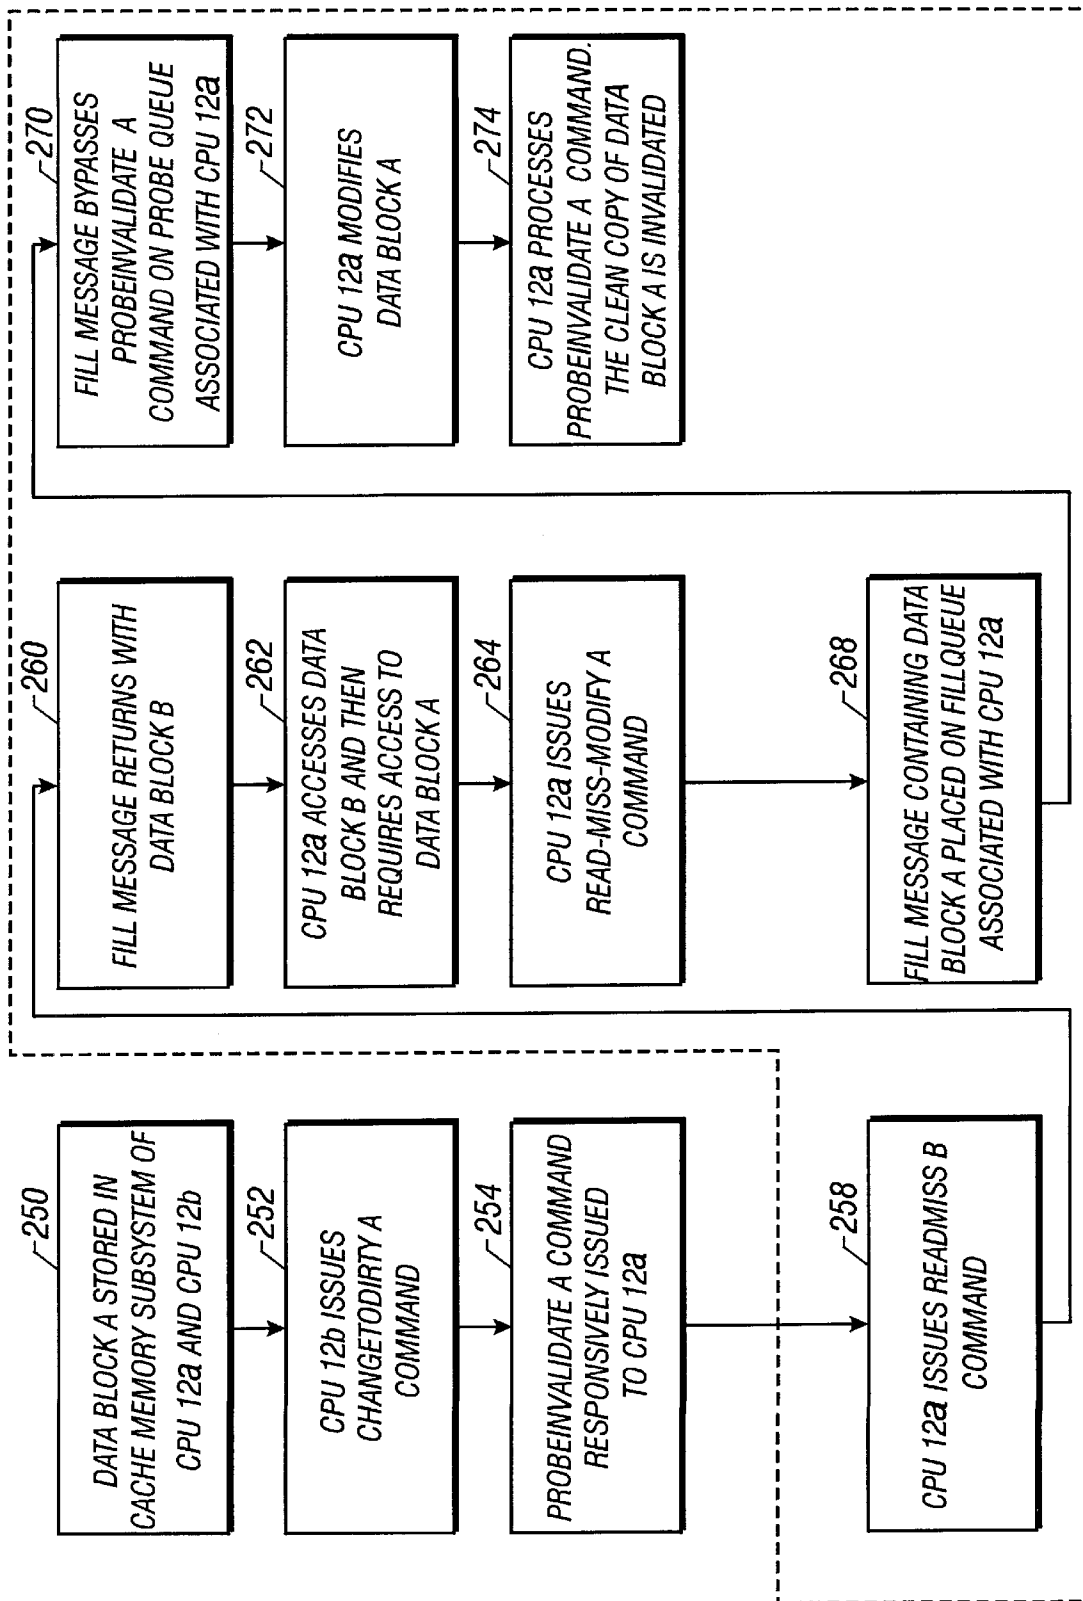 250
DATA BLOCK A STORED IN
CACHE MEMORY SUBSYSTEM OF
CPU 12a AND CPU 12b
252
CPU 12b ISSUES
CHANGETODIRTY A
COMMAND
254
PROBEINVALIDATE A COMMAND
RESPONSIVELY ISSUED
TO CPU 12a
258
CPU 12a ISSUES READMISS B
COMMAND
260
FILL MESSAGE RETURNS WITH
DATA BLOCK B
262
CPU 12a ACCESSES DATA
BLOCK B AND THEN
REQUIRES ACCESS TO
DATA BLOCK A
264
CPU 12a ISSUES
READ-MISS-MODIFY A
COMMAND
268
FILL MESSAGE CONTAINING DATA
BLOCK A PLACED ON FILLQUEUE
ASSOCIATED WITH CPU 12a
270
FILL MESSAGE BYPASSES
PROBEINVALIDATE A
COMMAND ON PROBE QUEUE
ASSOCIATED WITH CPU 12a
272
CPU 12a MODIFIES
DATA BLOCK A
274
CPU 12a PROCESSES
PROBEINVALIDATE A COMMAND.
THE CLEAN COPY OF DATA
BLOCK A IS INVALIDATED